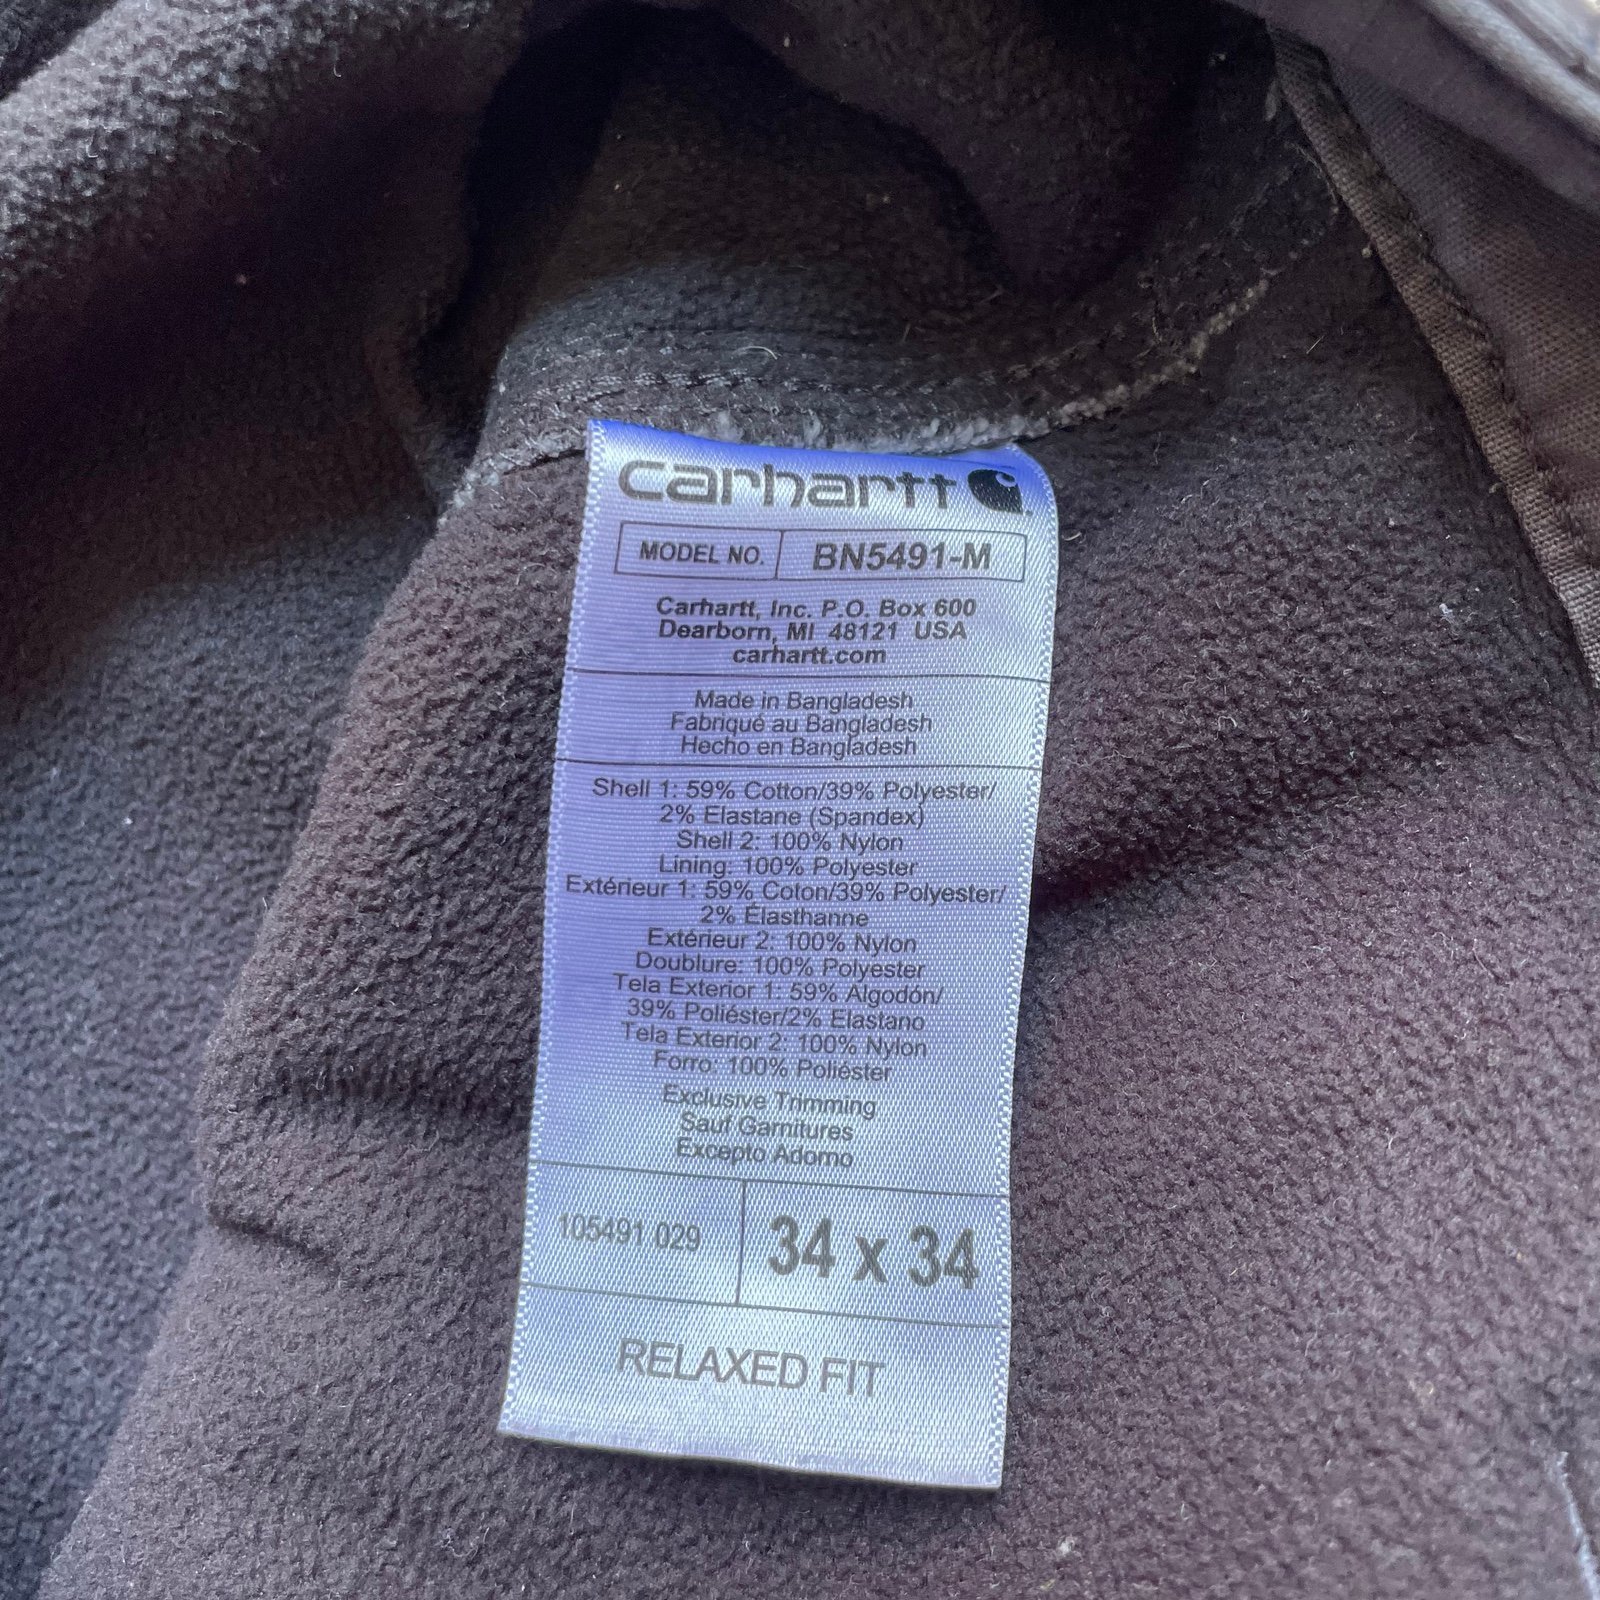 carhartt
MODEL NO. BN5491-M
Carhartt, Inc. P.O. Box 600
Dearborn, MI 48121 USA
carhartt.com
Made in Bangladesh
Fabriqué au Bangladesh
Hecho en Bangladesh
Shell 1: 59% Cotton/39% Polyester/
2% Elastane (Spandex)
Shell 2: 100% Nylon
Lining: 100% Polyester
Extérieur 1: 59% Coton/39% Polyester/
2% Élasthanne
Extérieur 2: 100% Nylon
Doublure: 100% Polyester
Tela Exterior 1: 59% Algodón/
39% Poliéster/2% Elastano
Tela Exterior 2: 100% Nylon
Forro: 100% Poliéster
Exclusive Trimming
Sauf Garnitures
Excepto Adorno
105491 029 34 x 34
RELAXED FIT